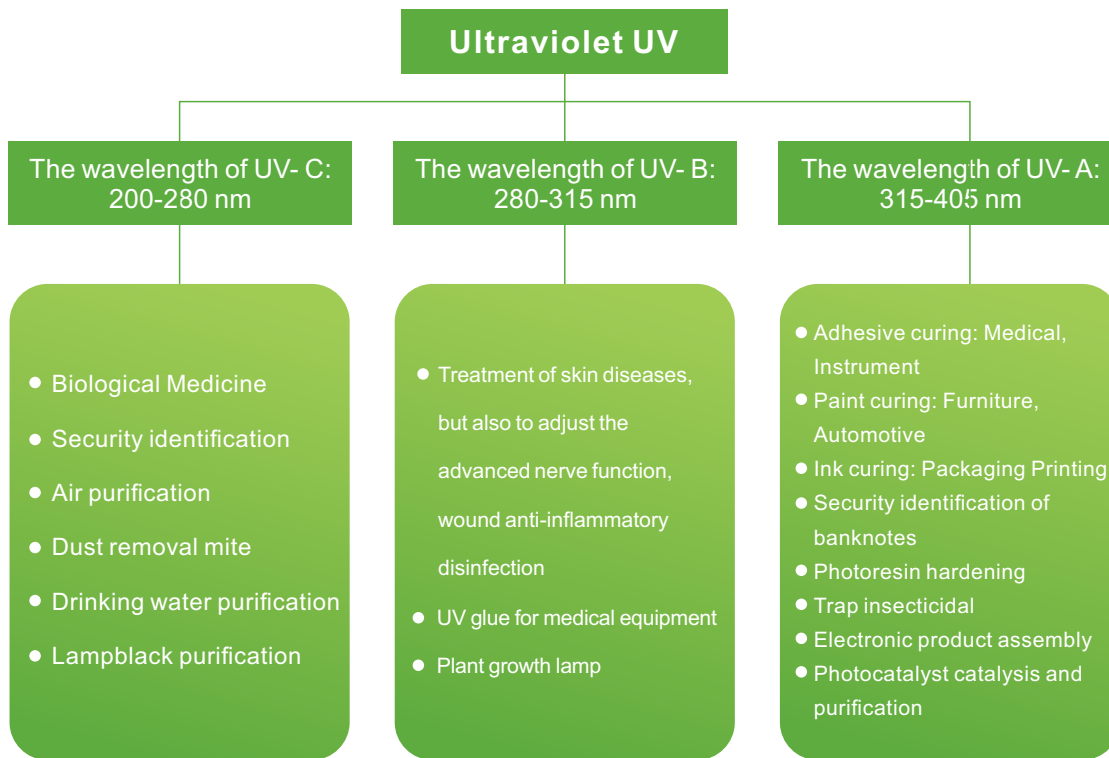 Ultraviolet UV
The wavelength of UV- C:
200-280 nm
The wavelength of UV- B:
280-315 nm
The wavelength of UV- A:
315-405 nm
Biological Medicine
Security identification
Air purification
Dust removal mite
Drinking water purification
Lampblack purification
Treatment of skin diseases,
but also to adjust the
advanced nerve function,
wound anti-inflammatory
disinfection
UV glue for medical equipment
Plant growth lamp
Adhesive curing: Medical,
Instrument
Paint curing: Furniture,
Automotive
Ink curing: Packaging Printing
Security identification of
banknotes
Photoresin hardening
Trap insecticidal
Electronic product assembly
Photocatalyst catalysis and
purification